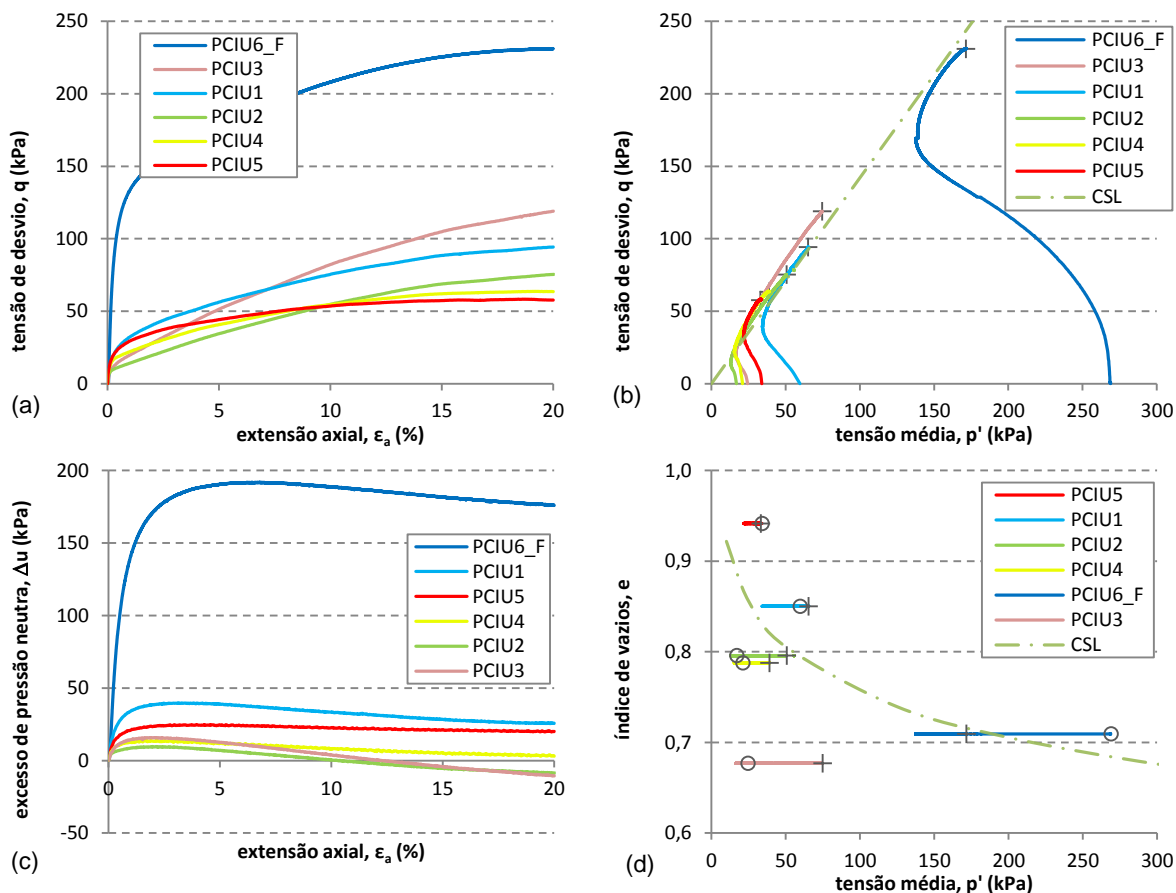 250
200
150
100
50
0
0
5
10
15
20
tensão de desvio, q (kPa)
extensão axial, εa (%)
PCIU6_F
PCIU3
PCIU1
PCIU2
PCIU4
PCIU5
(a)
250
200
150
100
50
0
0
50
100
150
200
250
300
tensão de desvio, q (kPa)
tensão média, p' (kPa)
PCIU6_F
PCIU3
PCIU1
PCIU2
PCIU4
PCIU5
CSL
(b)
200
150
100
50
0
-50
0
5
10
15
20
excesso de pressão neutra, Δu (kPa)
extensão axial, εa (%)
PCIU6_F
PCIU1
PCIU5
PCIU4
PCIU2
PCIU3
(c)
1,0
0,9
0,8
0,7
0,6
0
50
100
150
200
250
300
índice de vazios, e
tensão média, p' (kPa)
PCIU5
PCIU1
PCIU2
PCIU4
PCIU6_F
PCIU3
CSL
(d)